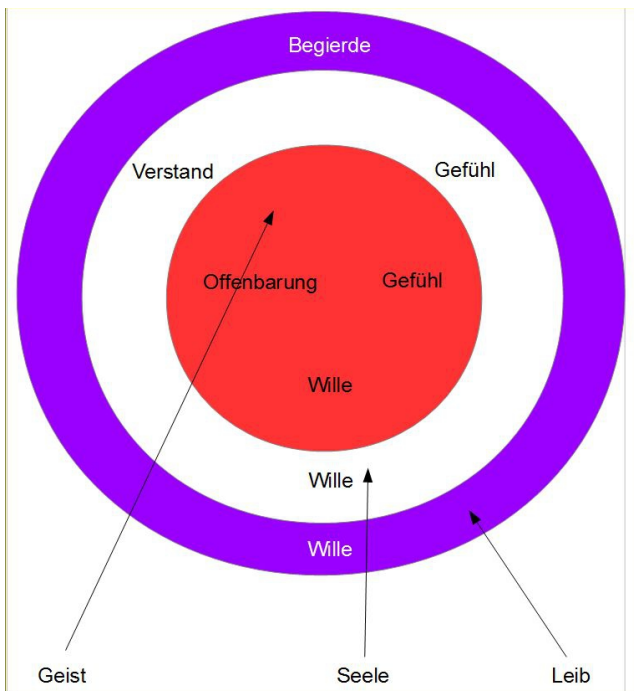 Begierde
Verstand
Gefühl
Offenbarung
Gefühl
Wille
Wille
Wille
Geist
Seele
Leib